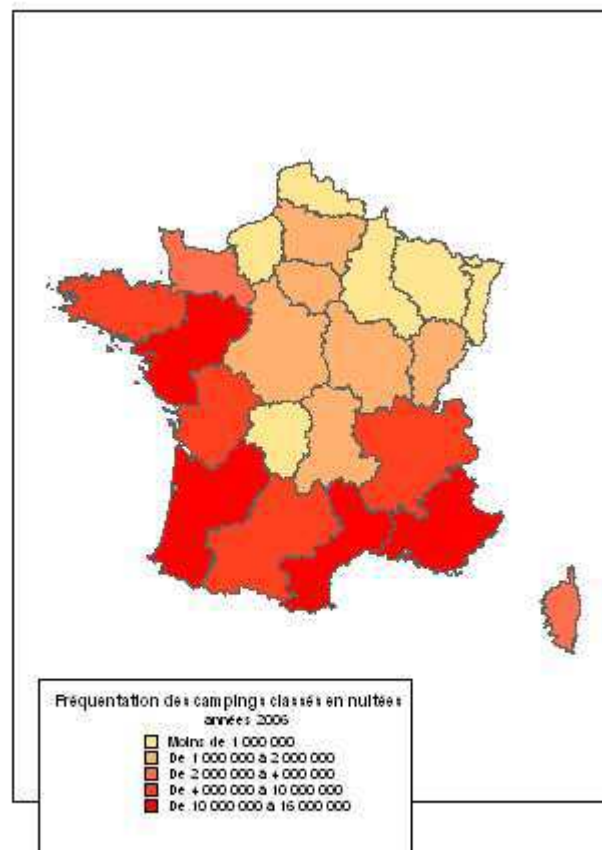 Fréquentation des campings classés en nuitées
années 2006
Moins de 1 000 000
De 1 000 000 à 2 000 000
De 2 000 000 à 4 000 000
De 4 000 000 à 10 000 000
De 10 000 000 à 16 000 000